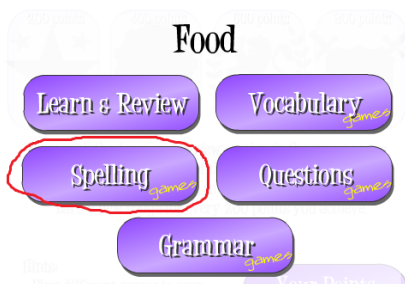 Food
Learn & Review
Vocabulary
games
Spelling
games
Questions
games
Grammar
games